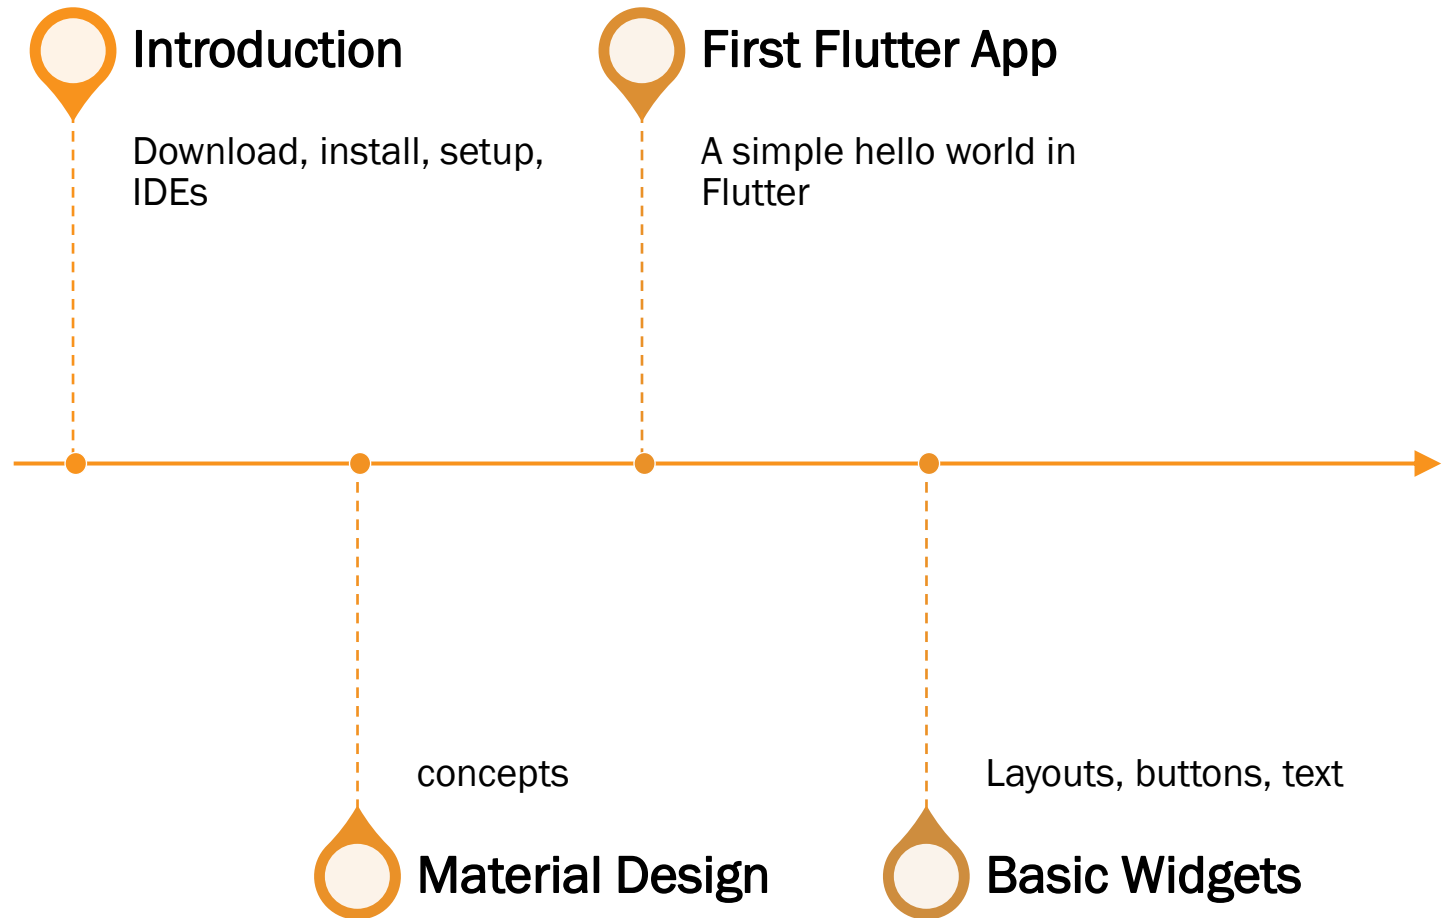 Introduction
Download, install, setup,
IDEs
First Flutter App
A simple hello world in
Flutter
concepts
Material Design
Layouts, buttons, text
Basic Widgets